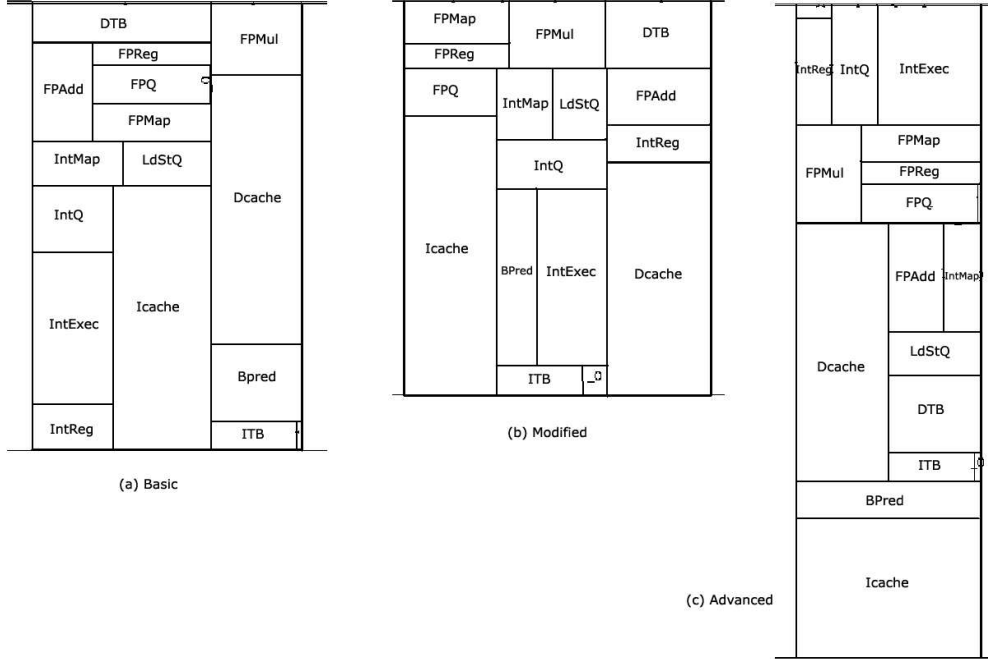 DTB
FPMul
FPReg
FPAdd
FPQ
FPMap
IntMap
LdStQ
Dcache
IntQ
Icache
IntExec
Bpred
IntReg
ITB
(a) Basic
FPMap
FPMul
DTB
FPReg
FPQ
IntMap
LdStQ
FPAdd
IntReg
IntQ
Icache
BPred
IntExec
Dcache
ITB
(b) Modified
IntReg
IntQ
IntExec
FPMap
FPMul
FPReg
FPQ
FPAdd
IntMap
LdStQ
Dcache
DTB
ITB
BPred
Icache
(c) Advanced